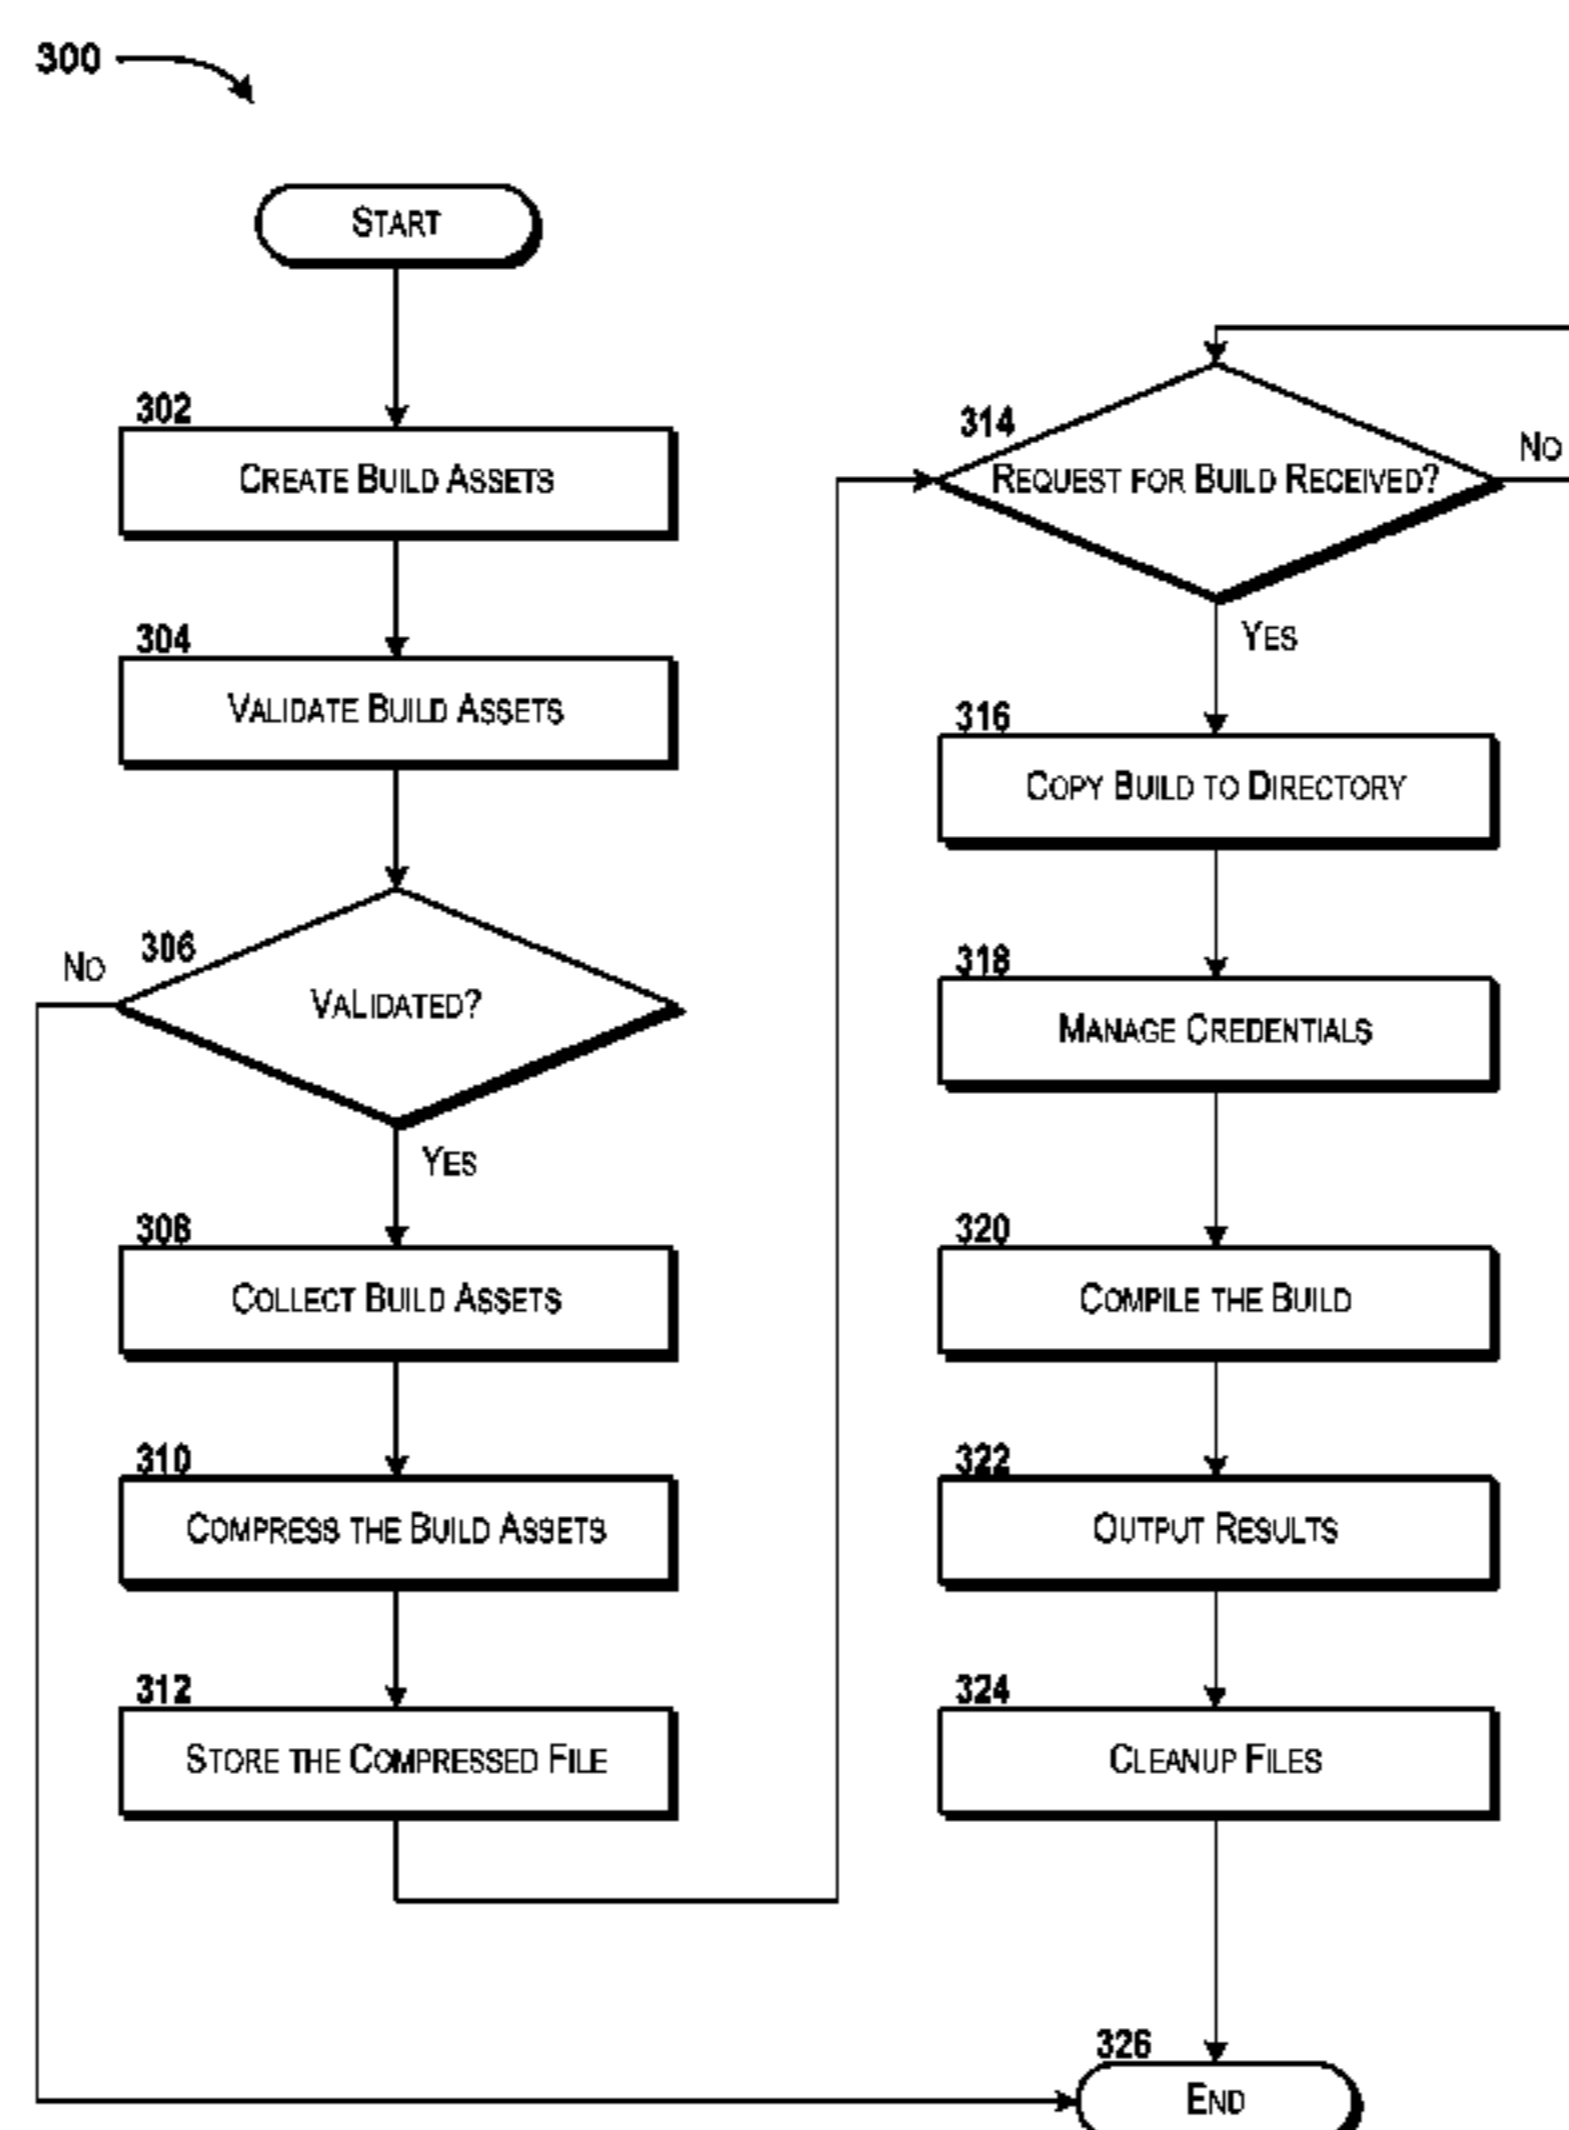 300
START
302
CREATE BUILD ASSETS
304
VALIDATE BUILD ASSETS
306
NO
VALIDATED?
YES
308
COLLECT BUILD ASSETS
310
COMPRESS THE BUILD ASSETS
312
STORE THE COMPRESSED FILE
314
REQUEST FOR BUILD RECEIVED?
NO
YES
316
COPY BUILD TO DIRECTORY
318
MANAGE CREDENTIALS
320
COMPILE THE BUILD
322
OUTPUT RESULTS
324
CLEANUP FILES
326
END